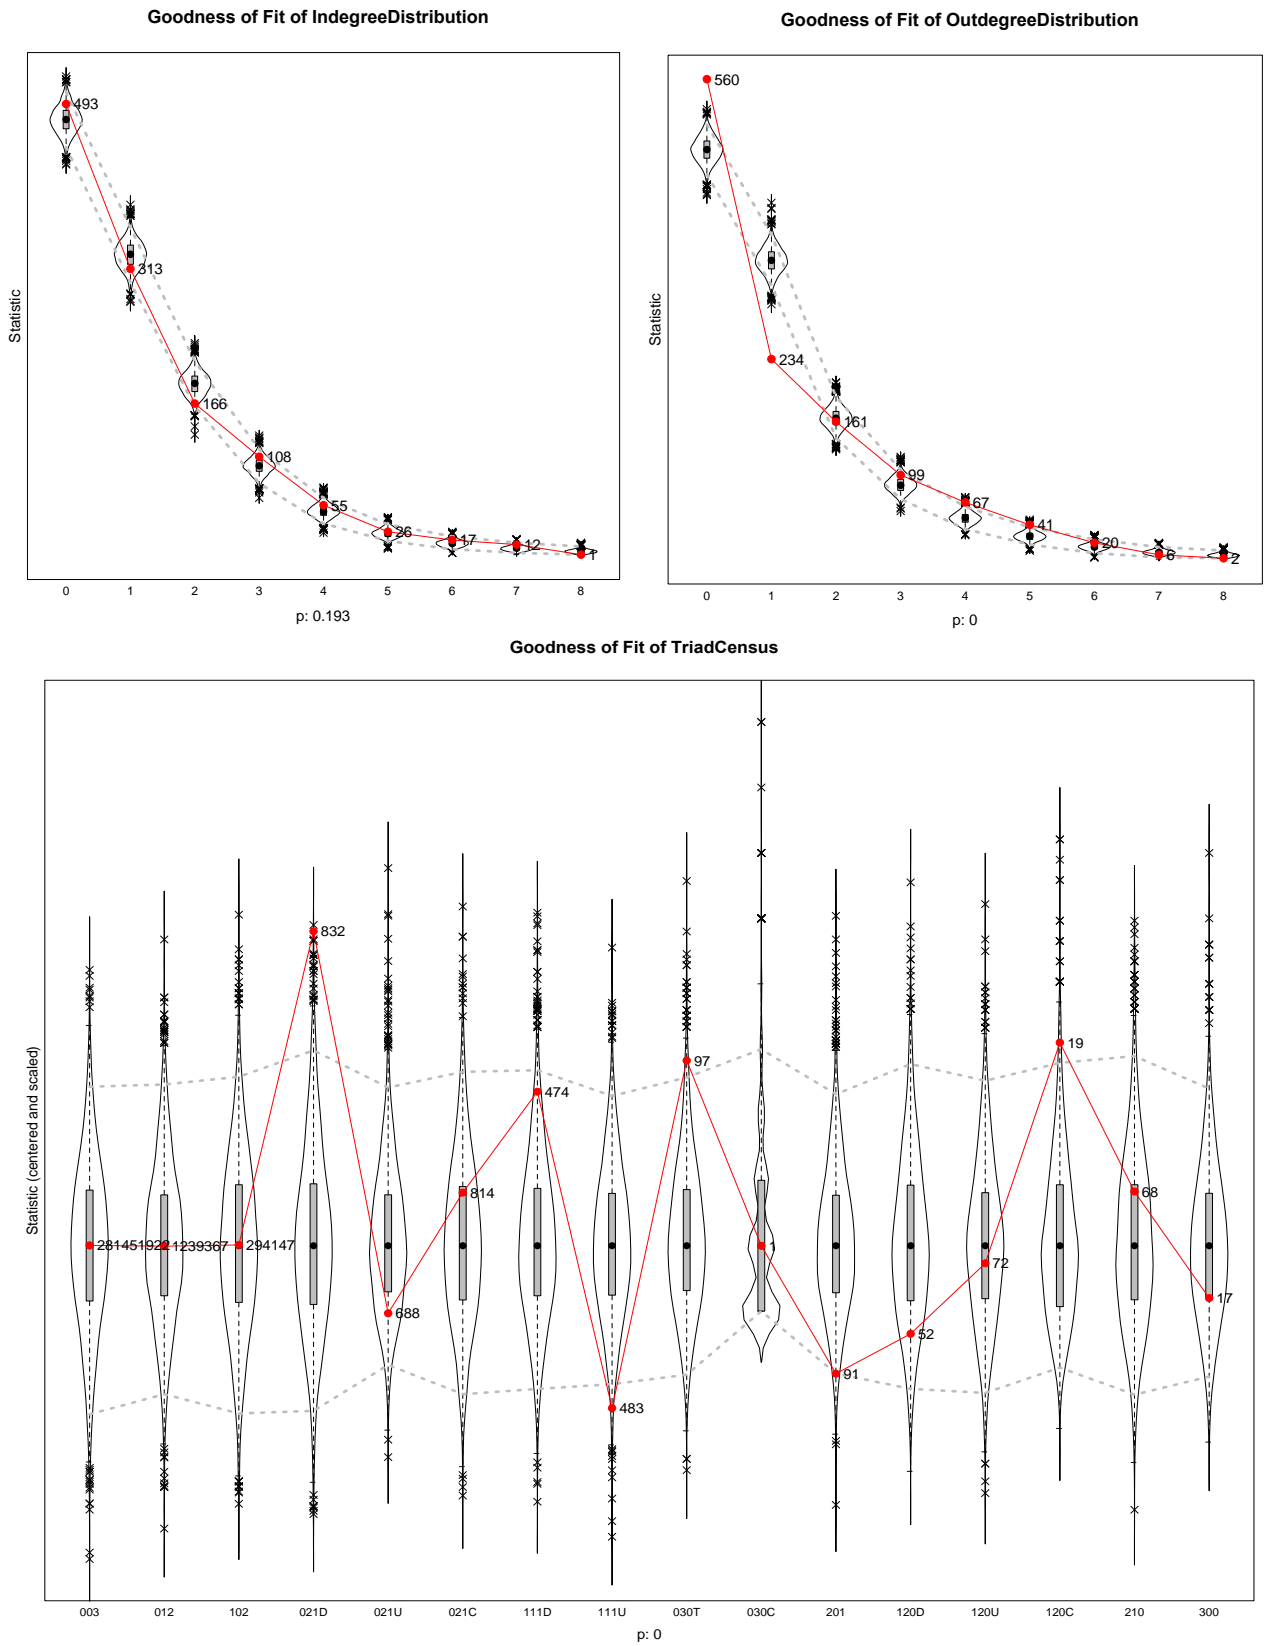 Goodness of Fit of IndegreeDistribution
Statistic
493
313
166
108
55
26
17
12
1
0 1 2 3 4 5 6 7 8
p: 0.193
Goodness of Fit of OutdegreeDistribution
Statistic
560
234
161
99
67
41
20
6
2
0 1 2 3 4 5 6 7 8
p: 0
Goodness of Fit of TriadCensus
Statistic (centered and scaled)
281451922
1239367
294147
832
688
814
474
483
97
1
91
52
72
19
68
17
003 012 102 021D 021U 021C 111D 111U 030T 030C 201 120D 120U 120C 210 300
p: 0